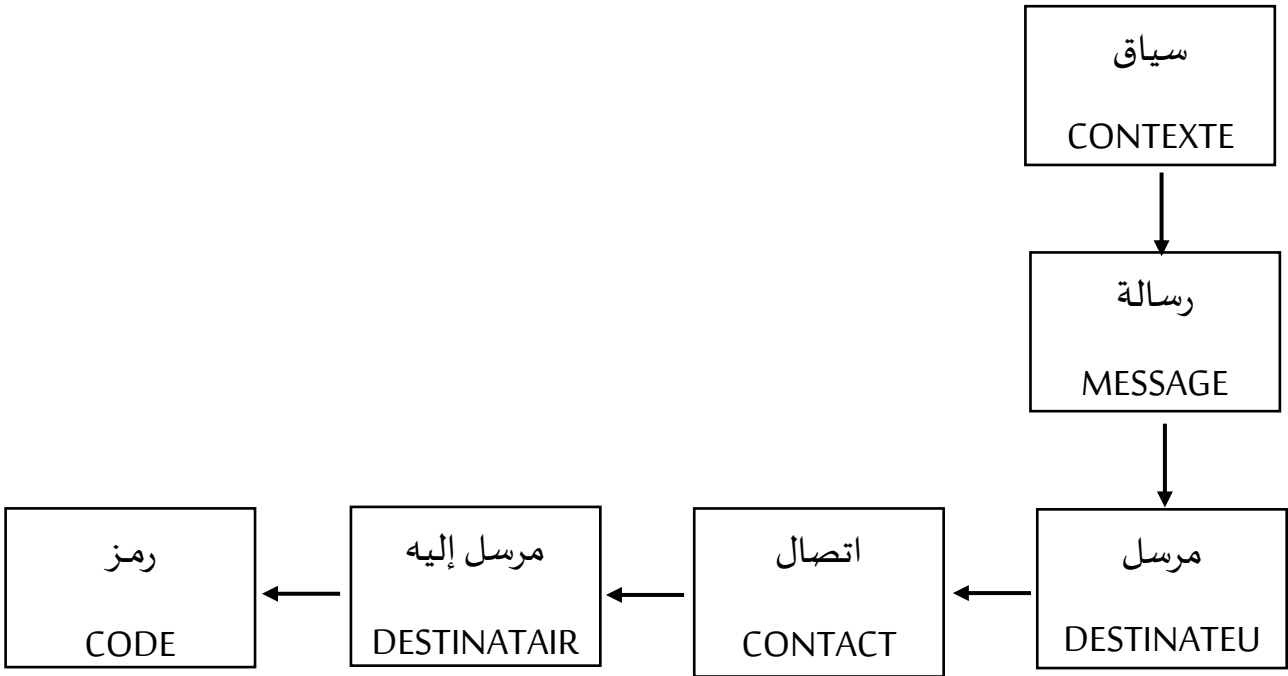 سياق
CONTEXTE
رسالة
MESSAGE
مرسل
DESTINATEU
اتصال
CONTACT
مرسل إليه
DESTINATAIR
رمز
CODE